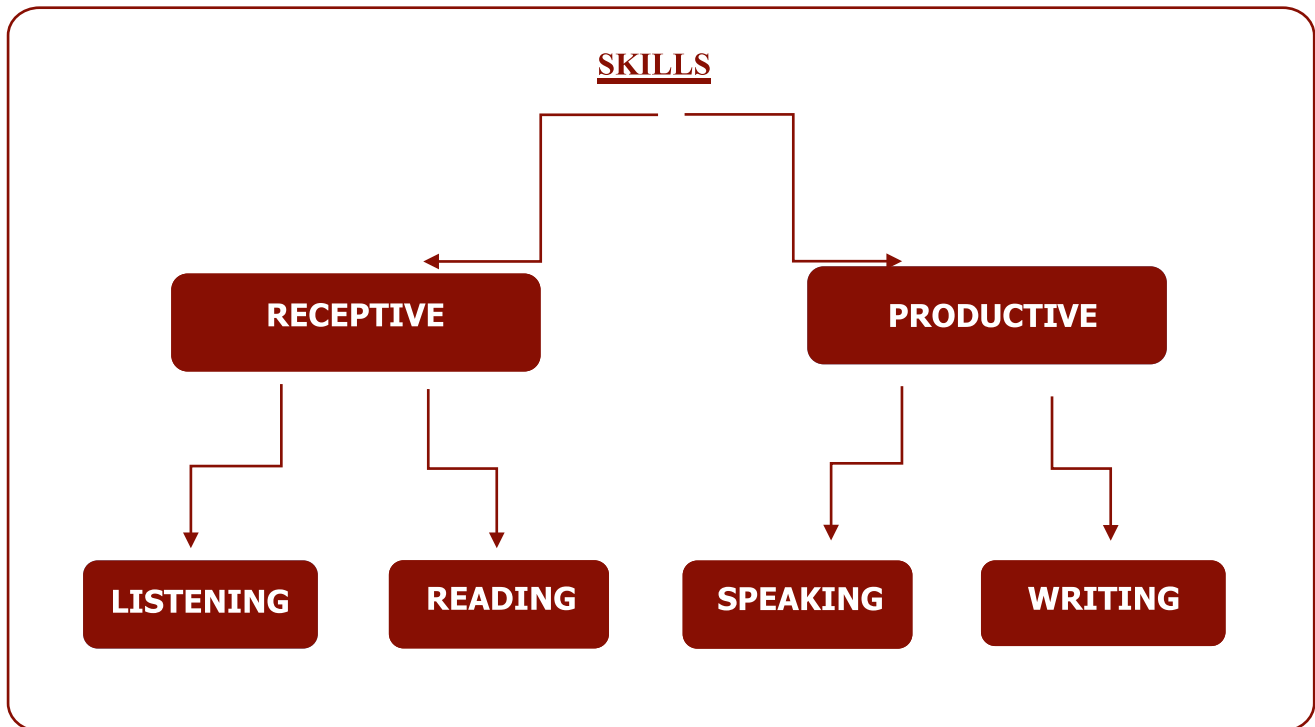 SKILLS
RECEPTIVE
PRODUCTIVE
LISTENING
READING
SPEAKING
WRITING